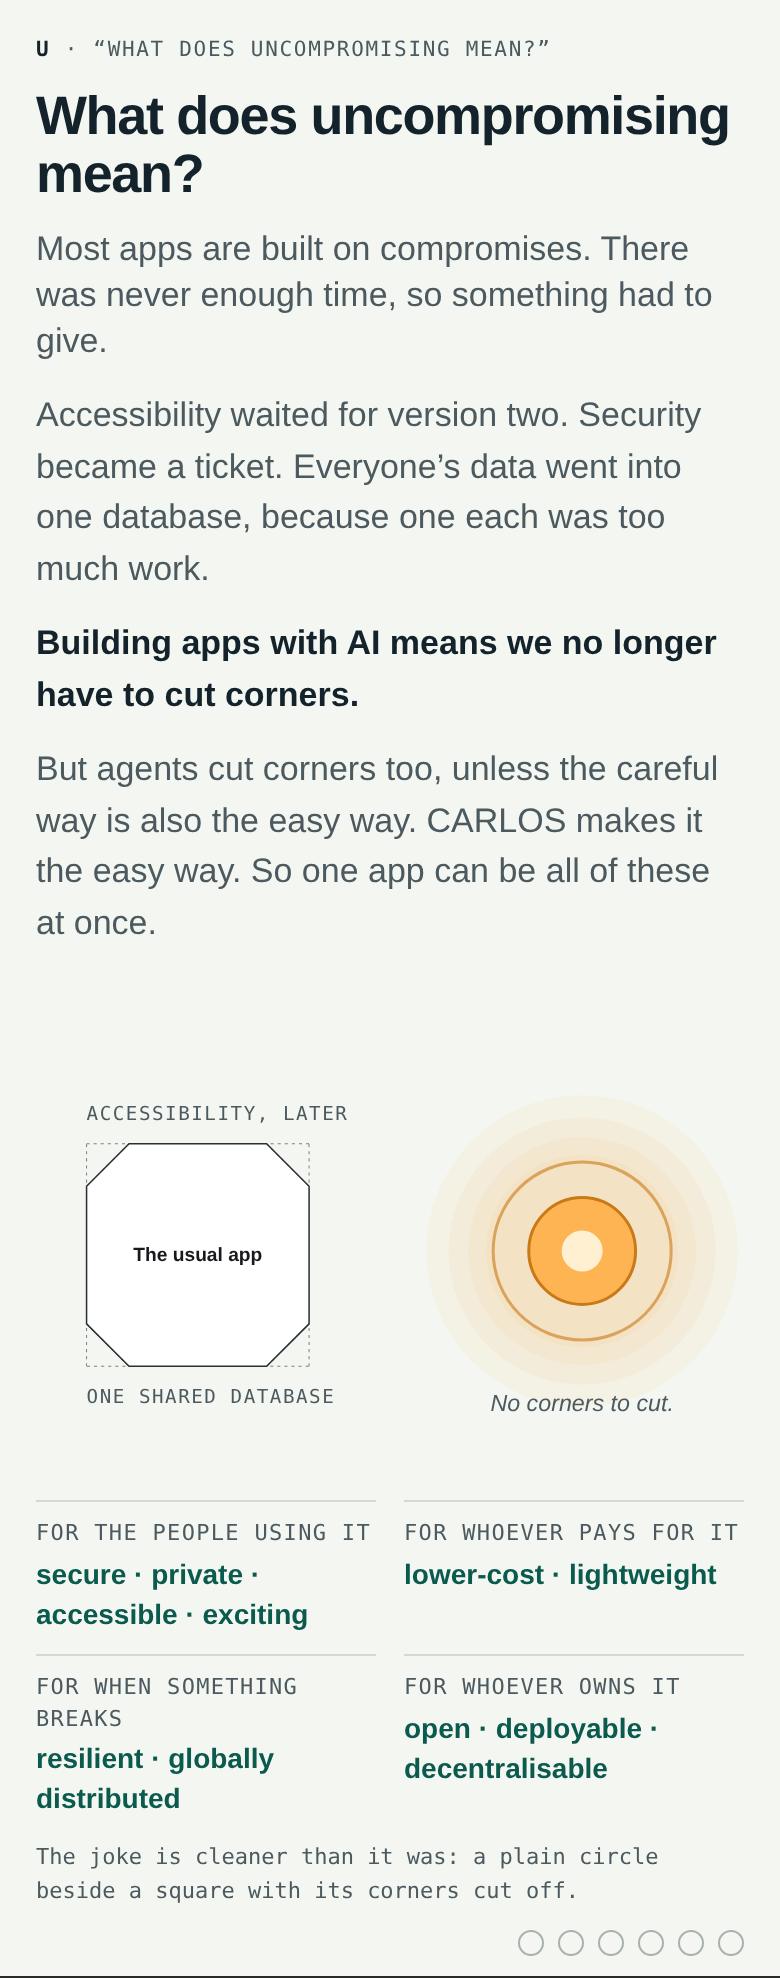 U · “WHAT DOES UNCOMPROMISING MEAN?”
What does uncompromising
mean?
Most apps are built on compromises. There
was never enough time, so something had to
give.
Accessibility waited for version two. Security
became a ticket. Everyone’s data went into
one database, because one each was too
much work.
Building apps with AI means we no longer
have to cut corners.
But agents cut corners too, unless the careful
way is also the easy way. CARLOS makes it
the easy way. So one app can be all of these
at once.
ACCESSIBILITY, LATER
The usual app
ONE SHARED DATABASE
No corners to cut.
FOR THE PEOPLE USING IT
secure · private ·
accessible · exciting
FOR WHOEVER PAYS FOR IT
lower-cost · lightweight
FOR WHEN SOMETHING
BREAKS
resilient · globally
distributed
FOR WHOEVER OWNS IT
open · deployable ·
decentralisable
The joke is cleaner than it was: a plain circle
beside a square with its corners cut off.